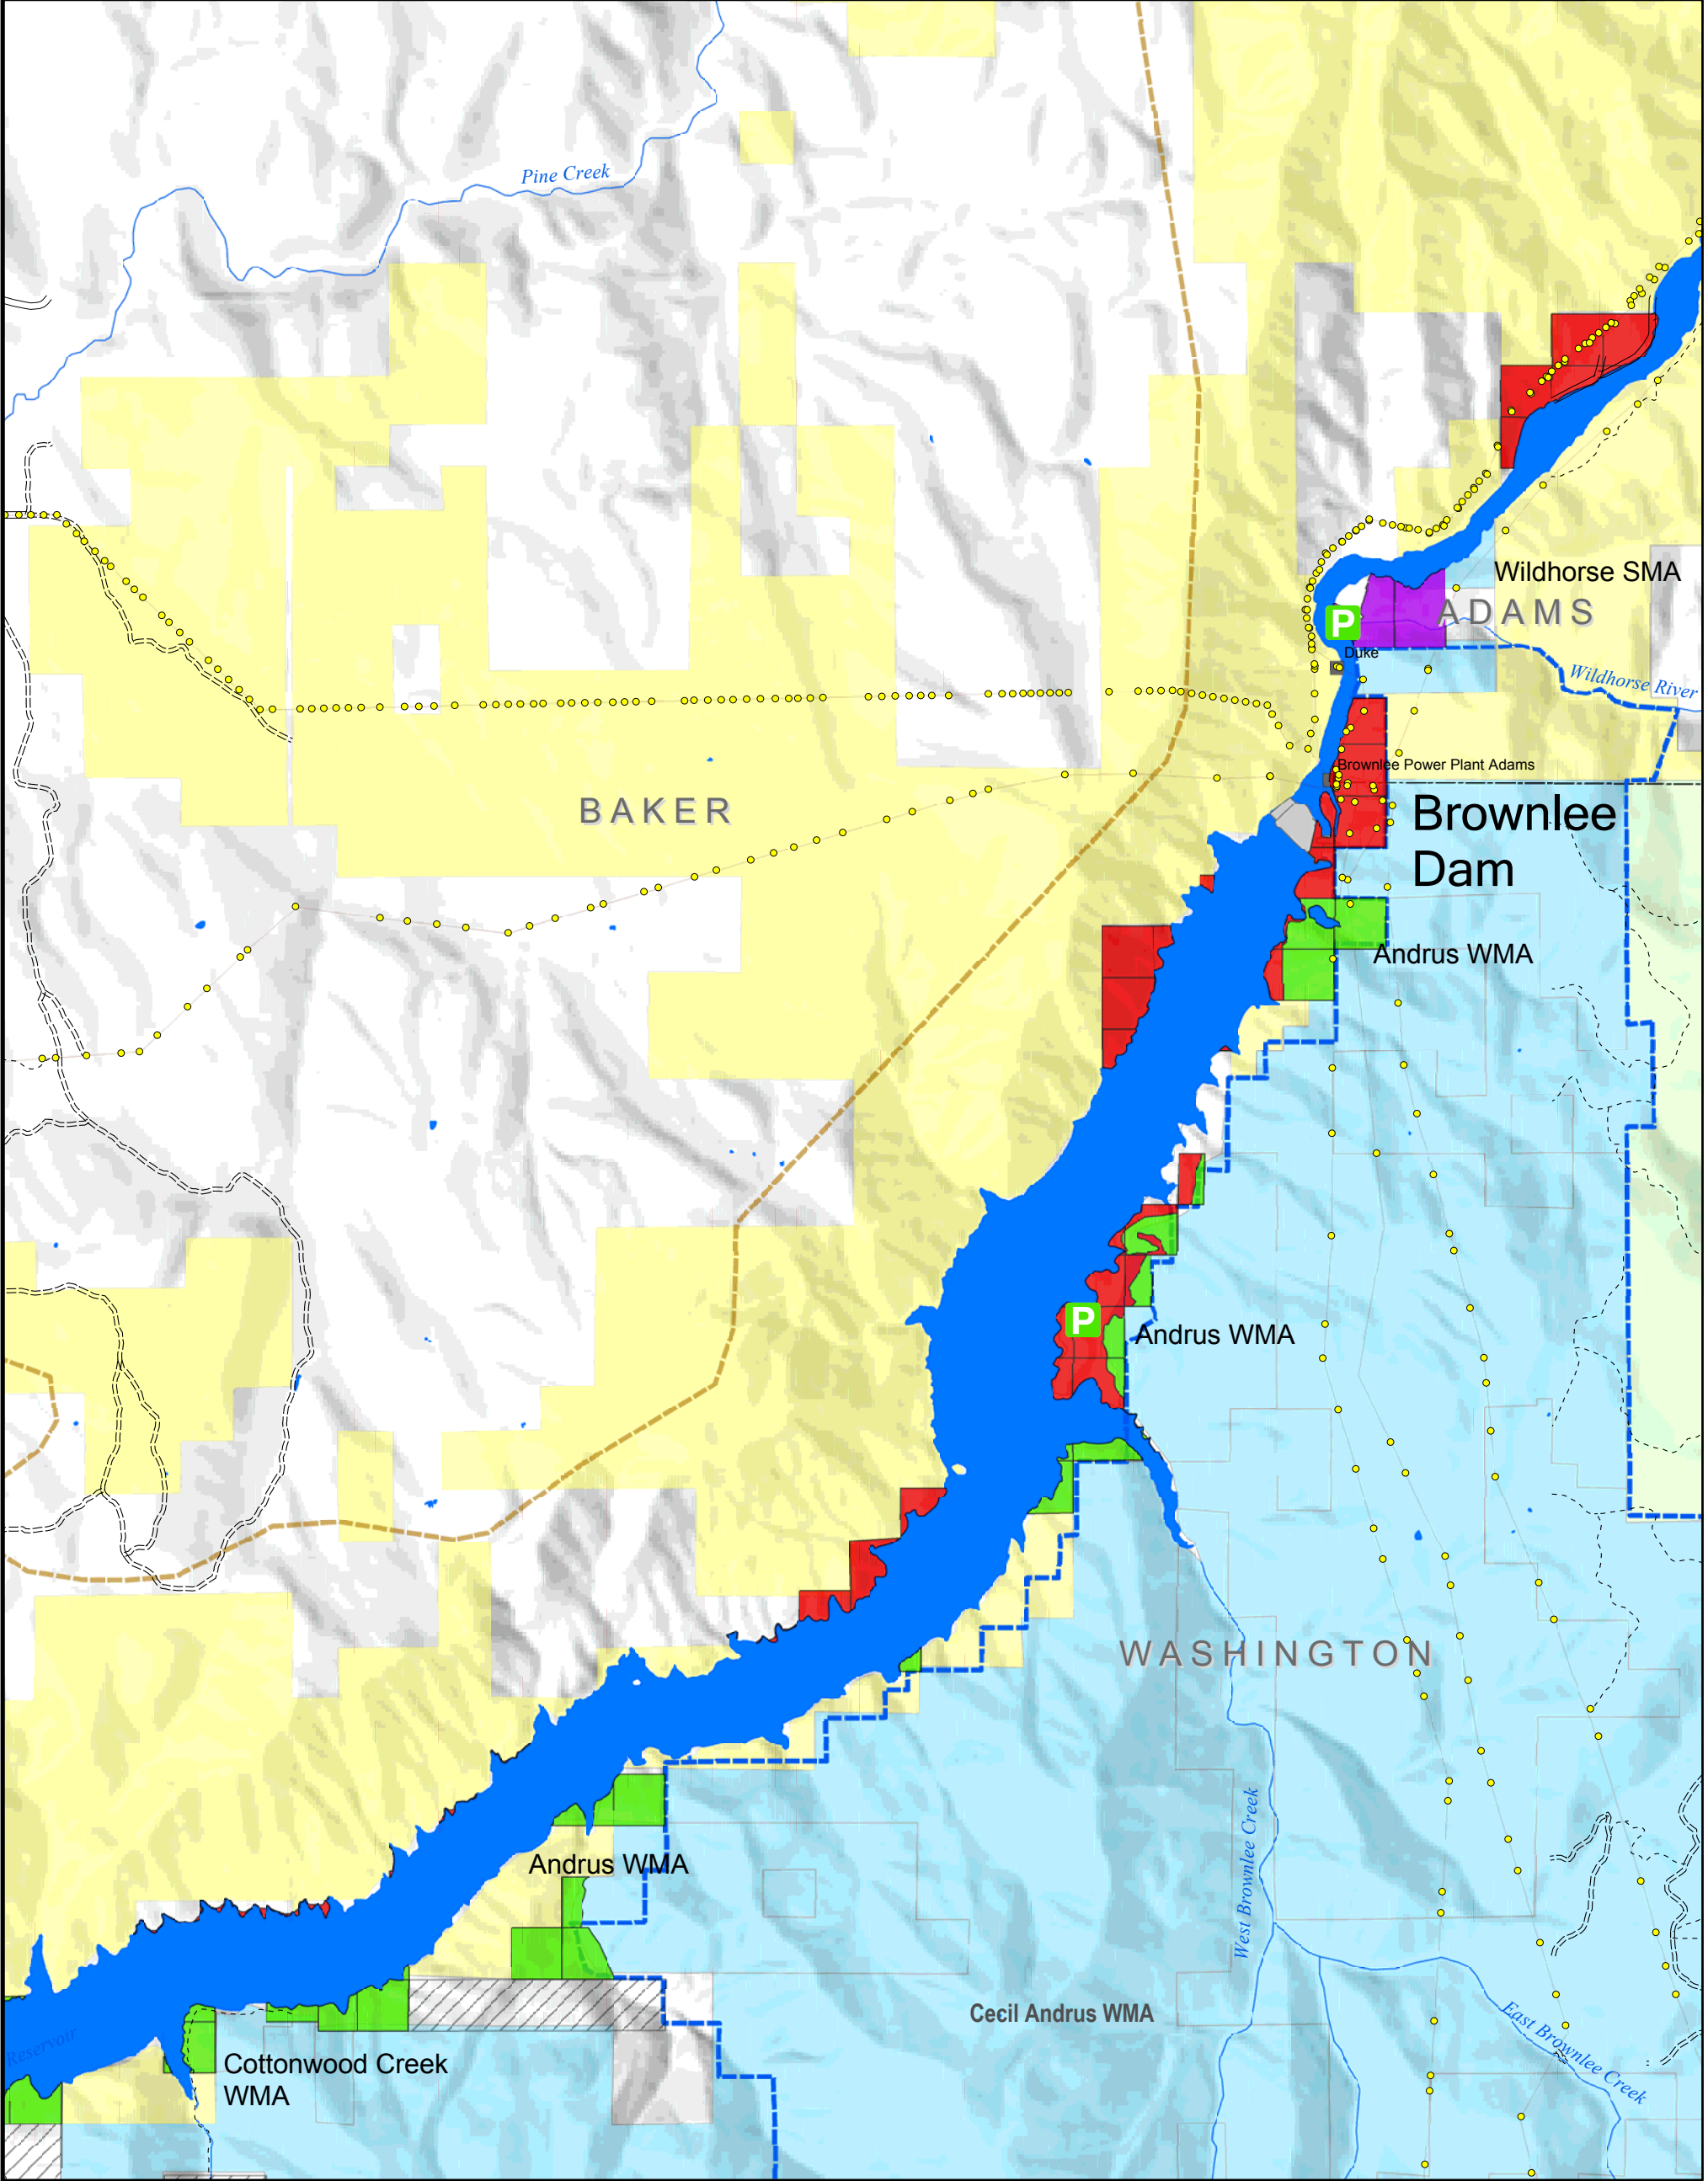 Pine Creek
Wildhorse SMA
ADAMS
P
Duke
Wildhorse River
Brownlee Power Plant Adams
BAKER
Brownlee
Dam
Andrus WMA
P
Andrus WMA
WASHINGTON
West Brownlee Creek
Andrus WMA
Cecil Andrus WMA
East Brownlee Creek
Reservoir
Cottonwood Creek
WMA